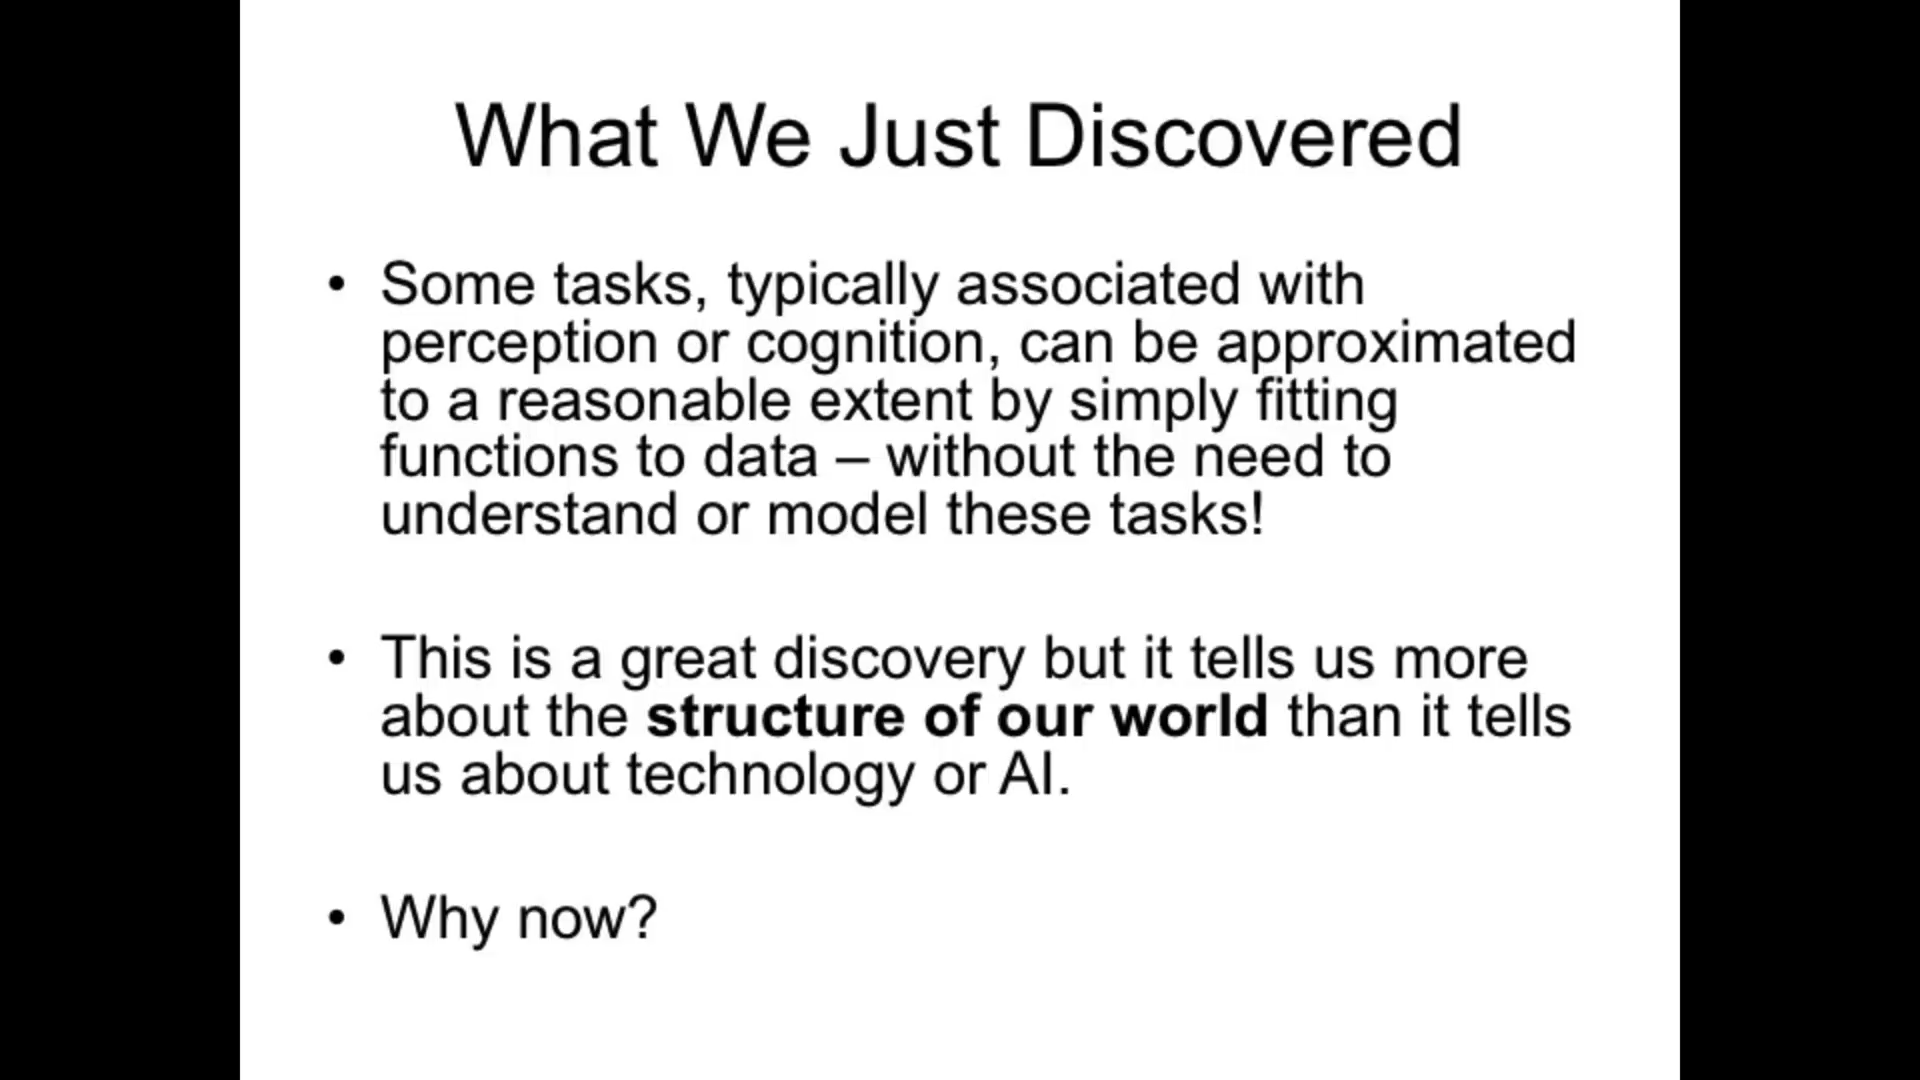 What We Just Discovered
• Some tasks, typically associated with
perception or cognition, can be approximated
to a reasonable extent by simply fitting
functions to data – without the need to
understand or model these tasks!
• This is a great discovery but it tells us more
about the structure of our world than it tells
us about technology or AI.
• Why now?